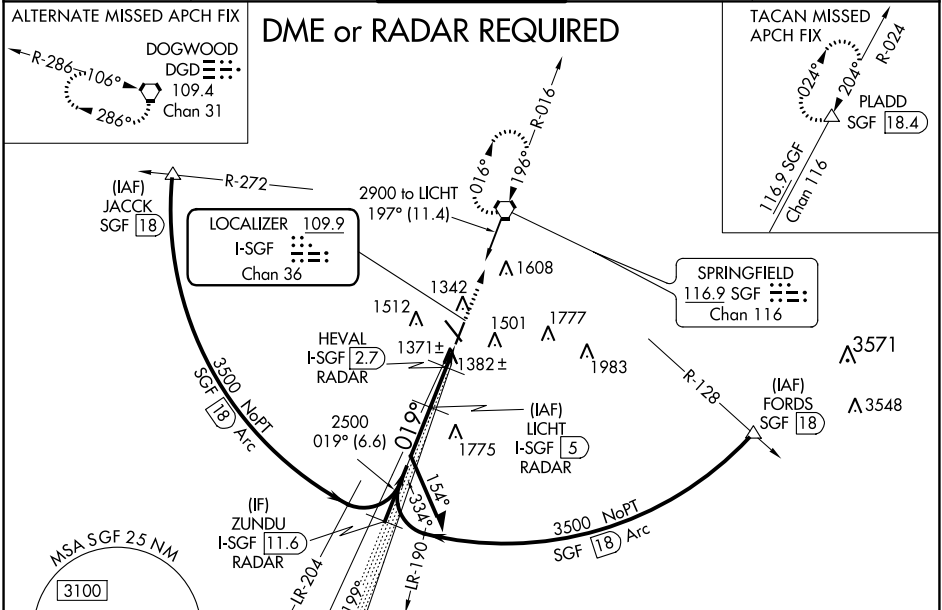 ALTERNATE MISSED APCH FIX
DOGWOOD
DGD
109.4
Chan 31
R-286
106°
286°
DME or RADAR REQUIRED
TACAN MISSED
APCH FIX
R-024
024°
204°
PLADD
SGF 18.4
116.9 SGF
Chan 116
R-016
016°
196°
(IAF)
JACCK
SGF 18
R-272
2900 to LICHT
197° (11.4)
LOCALIZER 109.9
I-SGF
Chan 36
SPRINGFIELD
116.9 SGF
Chan 116
1608
1342
1512
1501
1777
1983
3571
3548
HEVAL
I-SGF 2.7
RADAR
1371±
1382±
R-128
(IAF)
FORDS
SGF 18
(IAF)
LICHT
I-SGF 5
RADAR
1775
3500 NoPT
SGF 18 Arc
2500
019° (6.6)
019°
154°
334°
(IF)
ZUNDU
I-SGF 11.6
RADAR
3500 NoPT
SGF 18 Arc
LR-204
199°
LR-190
MSA SGF 25 NM
3100